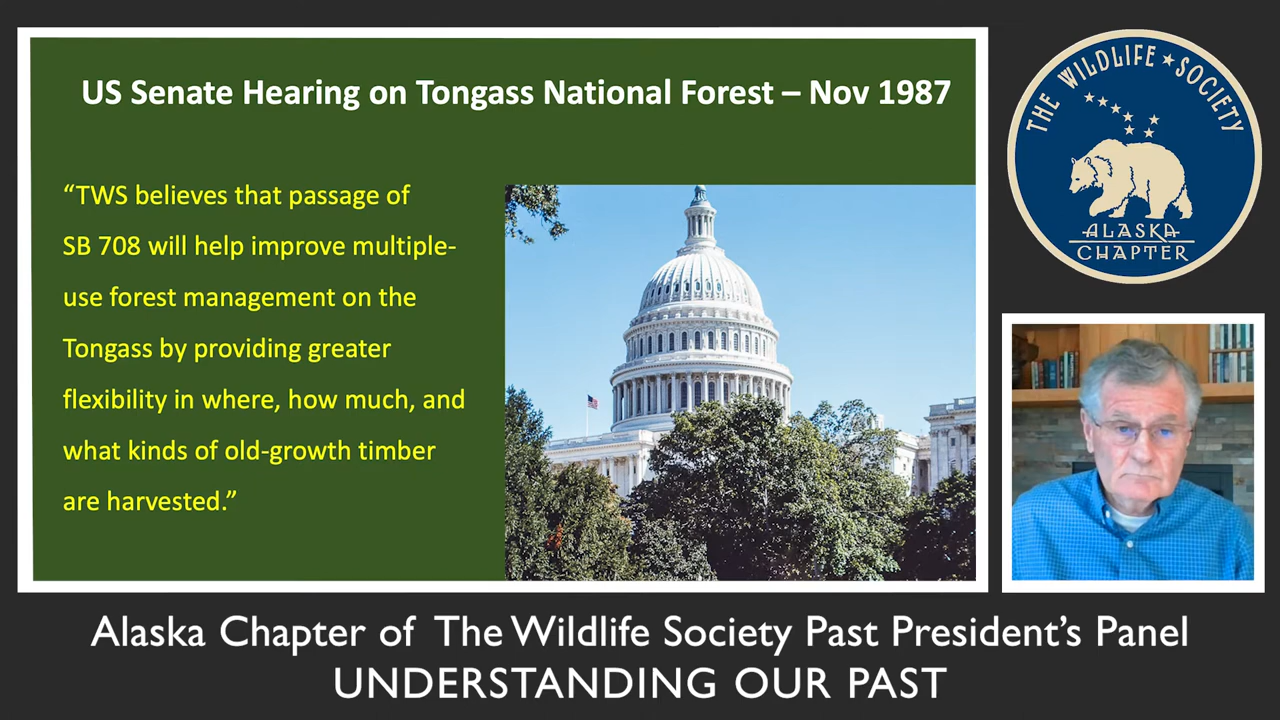 US Senate Hearing on Tongass National Forest – Nov 1987
“TWS believes that passage of
SB 708 will help improve multiple-
use forest management on the
Tongass by providing greater
flexibility in where, how much, and
what kinds of old-growth timber
are harvested.”
THE WILDLIFE ★ SOCIETY
ALASKA
CHAPTER
Alaska Chapter of The Wildlife Society Past President’s Panel
UNDERSTANDING OUR PAST